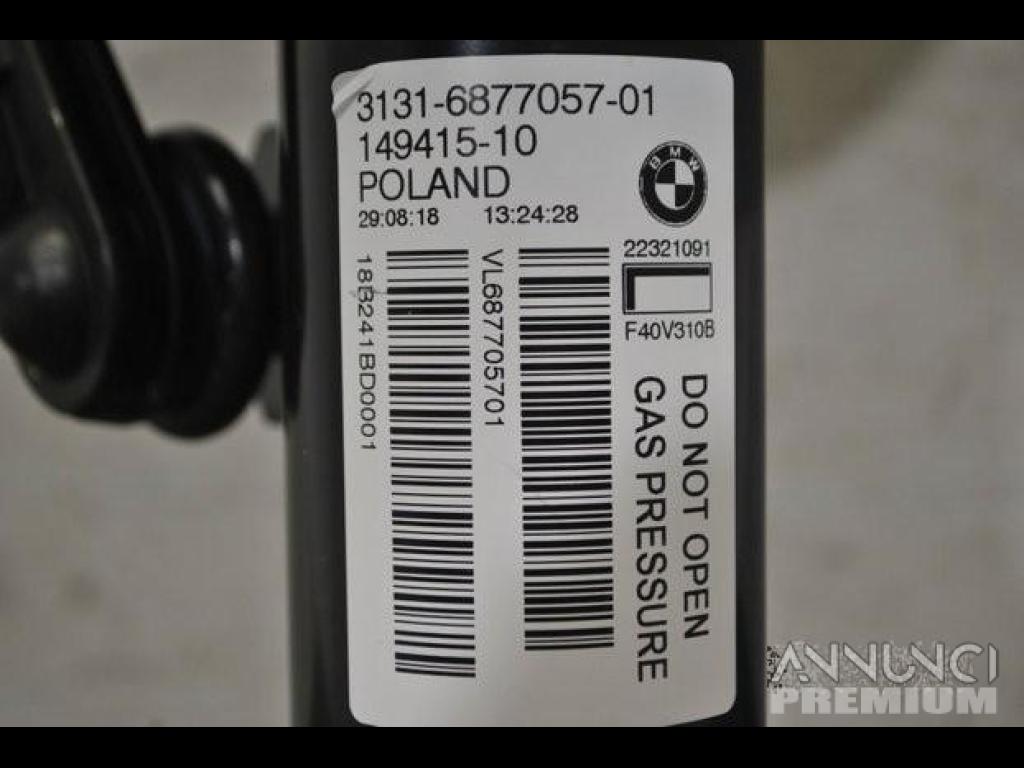 3131-6877057-01
149415-10
POLAND
29:08:18 13:24:28
BMW
22321091
F40V310B
18B241BD0001
VL687705701
DO NOT OPEN
GAS PRESSURE
ANNUNCI
PREMIUM